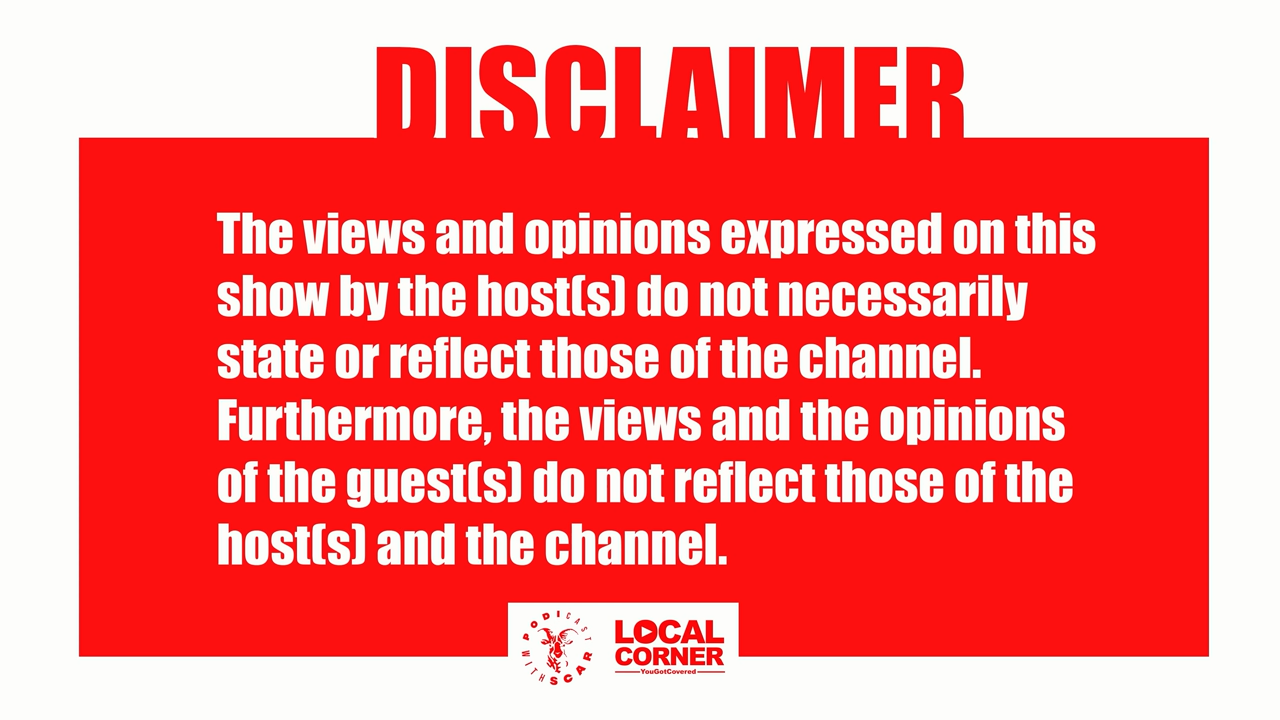 DISCLAIMER
The views and opinions expressed on this
show by the host(s) do not necessarily
state or reflect those of the channel.
Furthermore, the views and the opinions
of the guest(s) do not reflect those of the
host(s) and the channel.
PODICAST WITH SCAR
LOCAL
CORNER
YouGotCovered